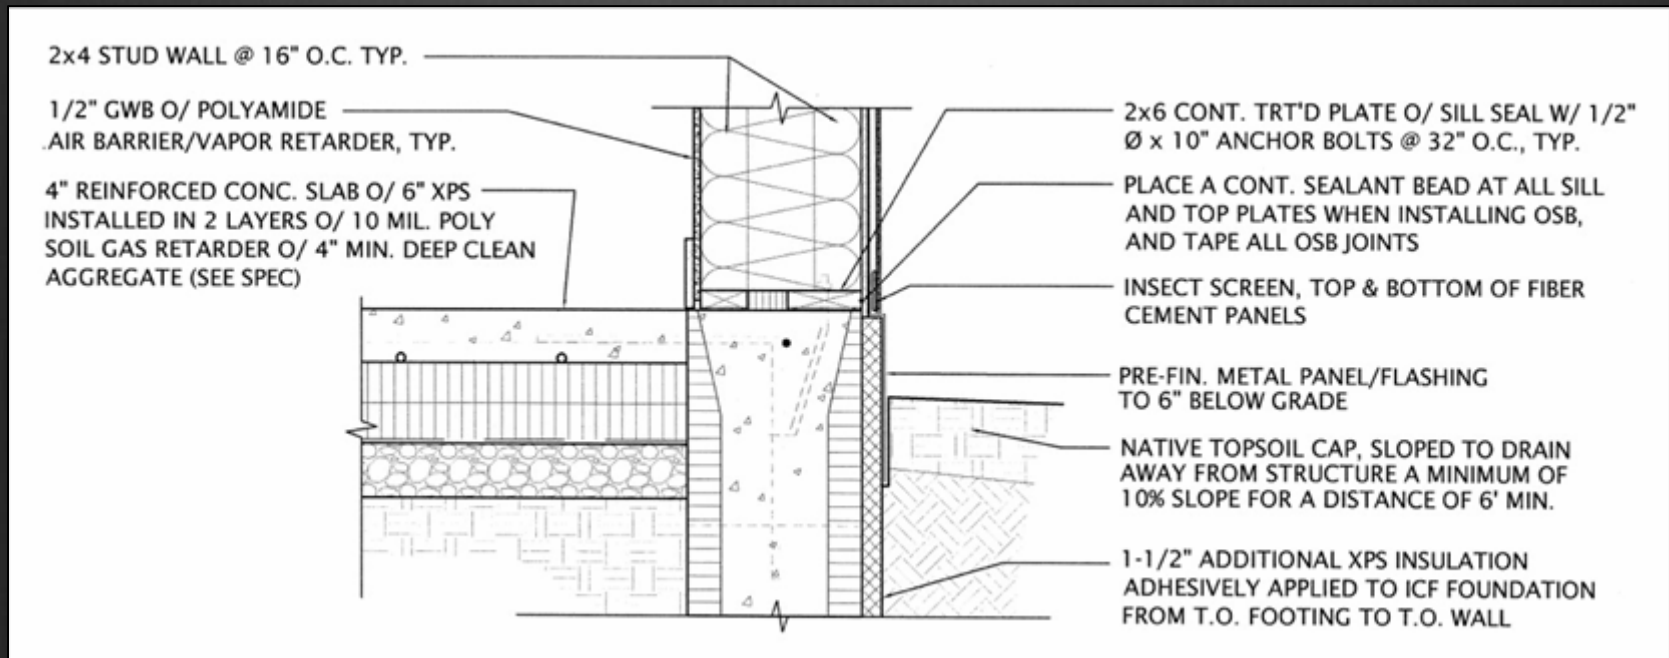 2x4 STUD WALL @ 16" O.C. TYP.
1/2" GWB O/ POLYAMIDE
AIR BARRIER/VAPOR RETARDER, TYP.
4" REINFORCED CONC. SLAB O/ 6" XPS
INSTALLED IN 2 LAYERS O/ 10 MIL. POLY
SOIL GAS RETARDER O/ 4" MIN. DEEP CLEAN
AGGREGATE (SEE SPEC)
2x6 CONT. TRT'D PLATE O/ SILL SEAL W/ 1/2"
Ø x 10" ANCHOR BOLTS @ 32" O.C., TYP.
PLACE A CONT. SEALANT BEAD AT ALL SILL
AND TOP PLATES WHEN INSTALLING OSB,
AND TAPE ALL OSB JOINTS
INSECT SCREEN, TOP & BOTTOM OF FIBER
CEMENT PANELS
PRE-FIN. METAL PANEL/FLASHING
TO 6" BELOW GRADE
NATIVE TOPSOIL CAP, SLOPED TO DRAIN
AWAY FROM STRUCTURE A MINIMUM OF
10% SLOPE FOR A DISTANCE OF 6' MIN.
1-1/2" ADDITIONAL XPS INSULATION
ADHESIVELY APPLIED TO ICF FOUNDATION
FROM T.O. FOOTING TO T.O. WALL